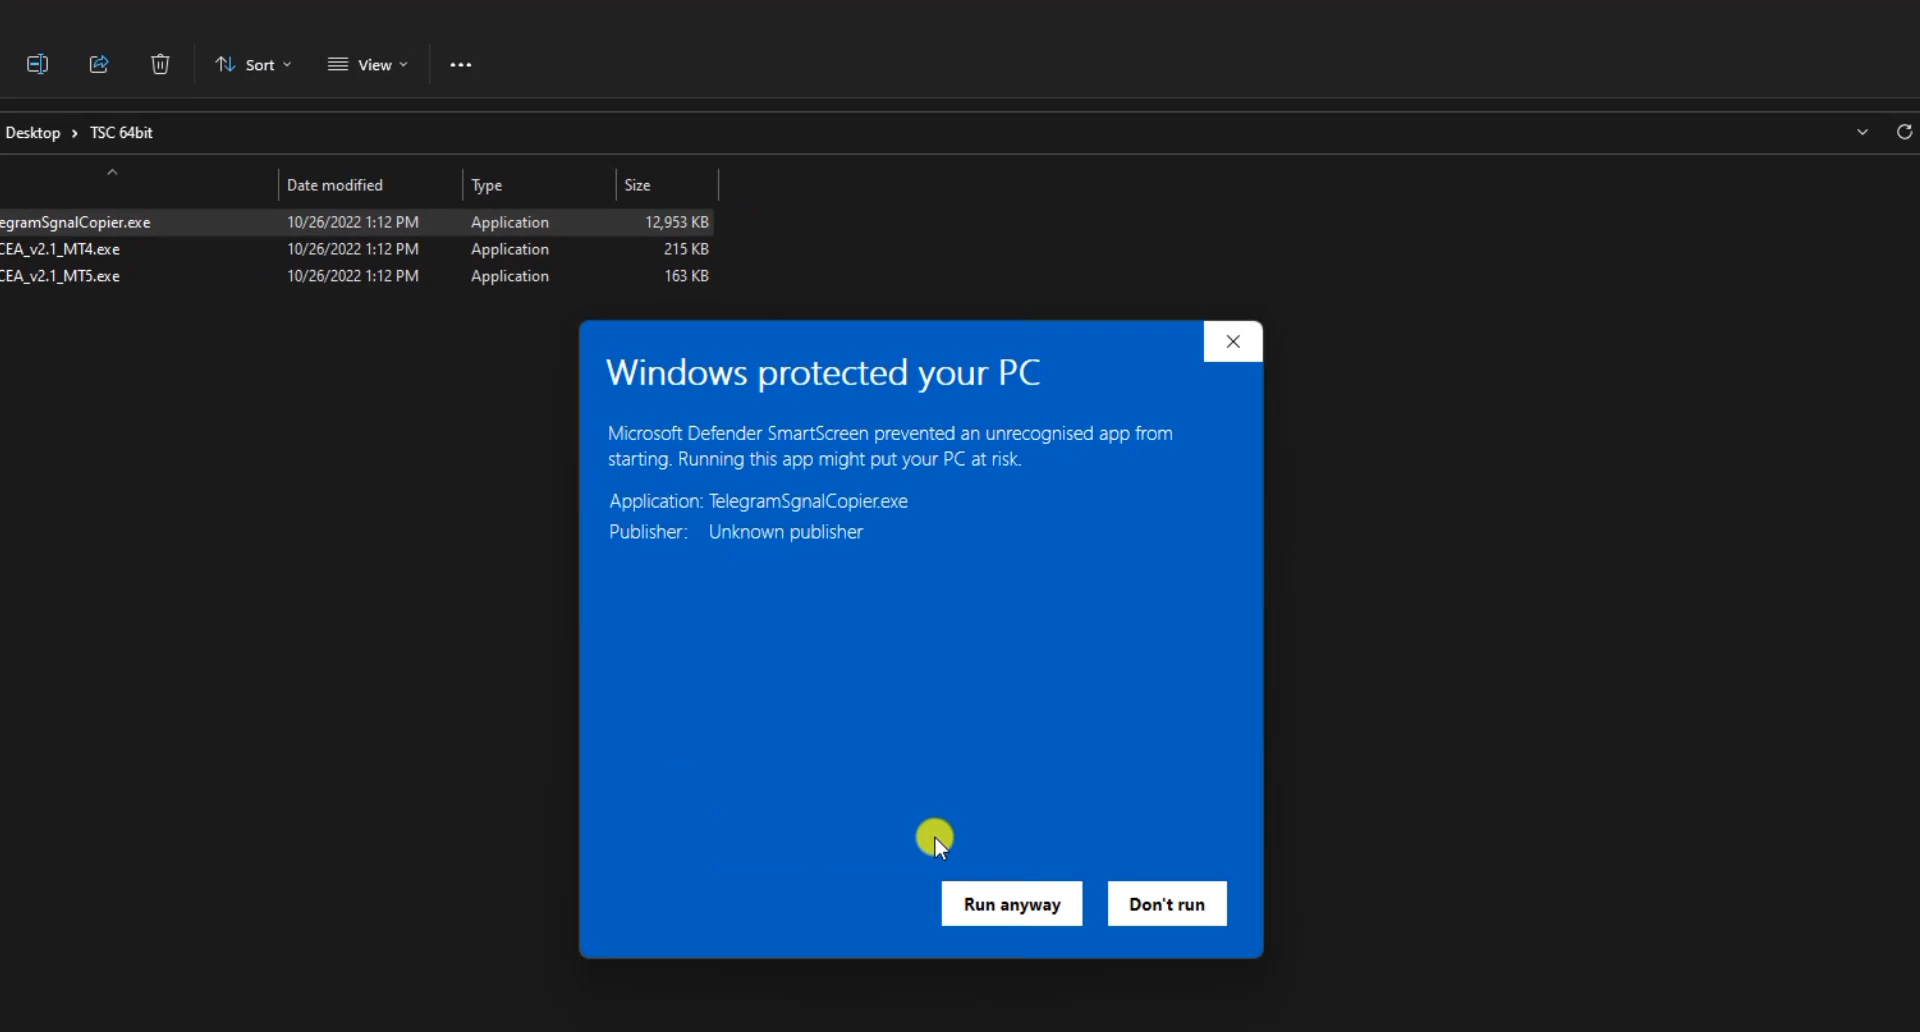 Sort
View
Desktop > TSC 64bit
Date modified
Type
Size
egramSgnalCopier.exe 10/26/2022 1:12 PM Application 12,953 KB
CEA_v2.1_MT4.exe 10/26/2022 1:12 PM Application 215 KB
CEA_v2.1_MT5.exe 10/26/2022 1:12 PM Application 163 KB
Windows protected your PC
Microsoft Defender SmartScreen prevented an unrecognised app from
starting. Running this app might put your PC at risk.
Application: TelegramSgnalCopier.exe
Publisher: Unknown publisher
Run anyway
Don't run